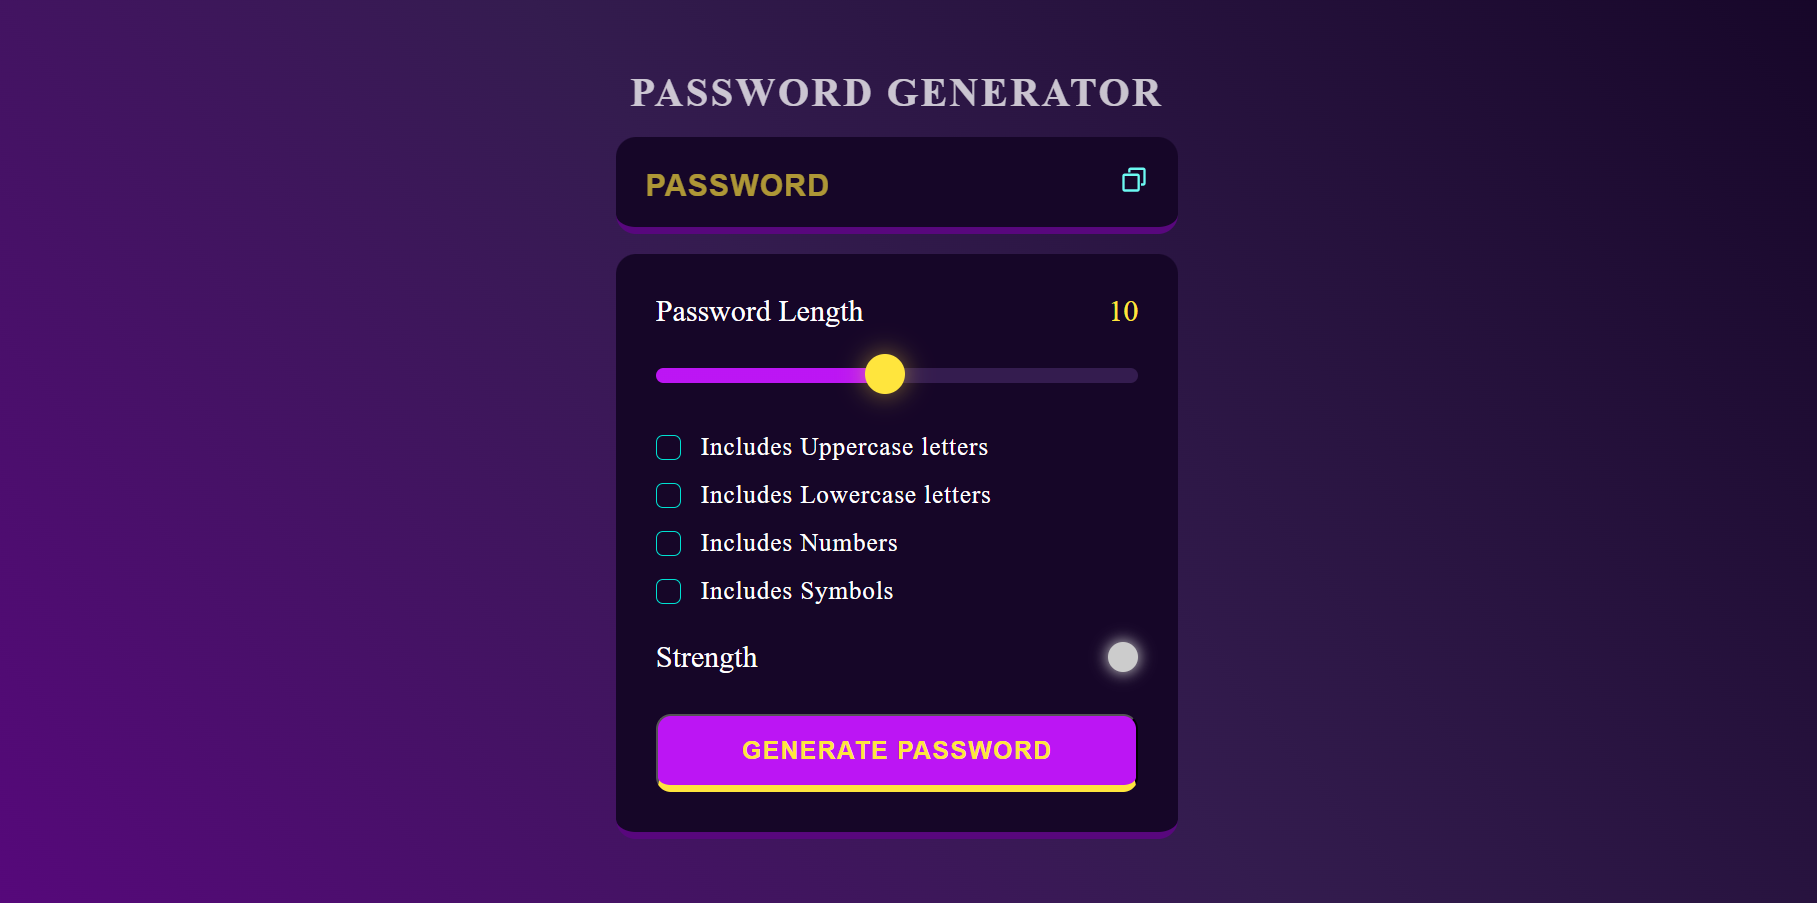 PASSWORD GENERATOR
PASSWORD
Password Length 10
Includes Uppercase letters
Includes Lowercase letters
Includes Numbers
Includes Symbols
Strength
GENERATE PASSWORD